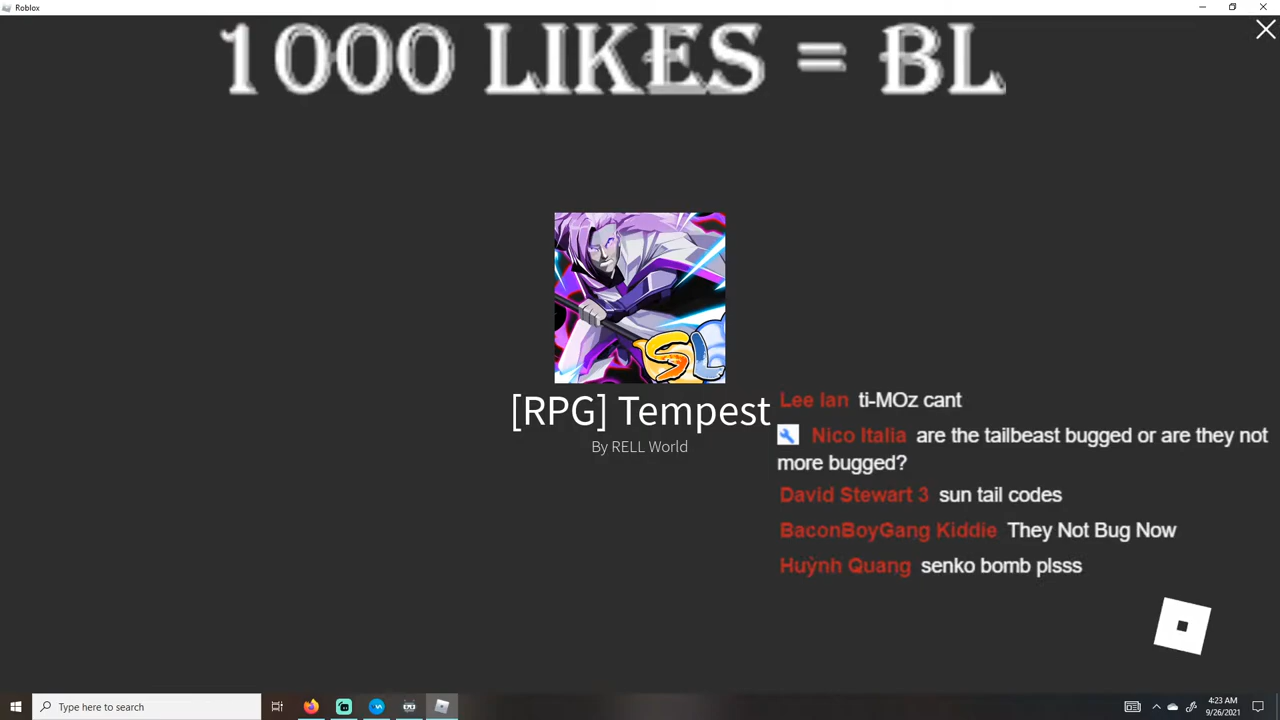 Roblox
1000 LIKES = BL
SL
[RPG] Tempest
By RELL World
Lee Ian ti-MOz cant
Nico Italia are the tailbeast bugged or are they not
more bugged?
David Stewart 3 sun tail codes
BaconBoyGang Kiddie They Not Bug Now
Huỳnh Quang senko bomb plsss
Type here to search
4:23 AM
9/26/2021